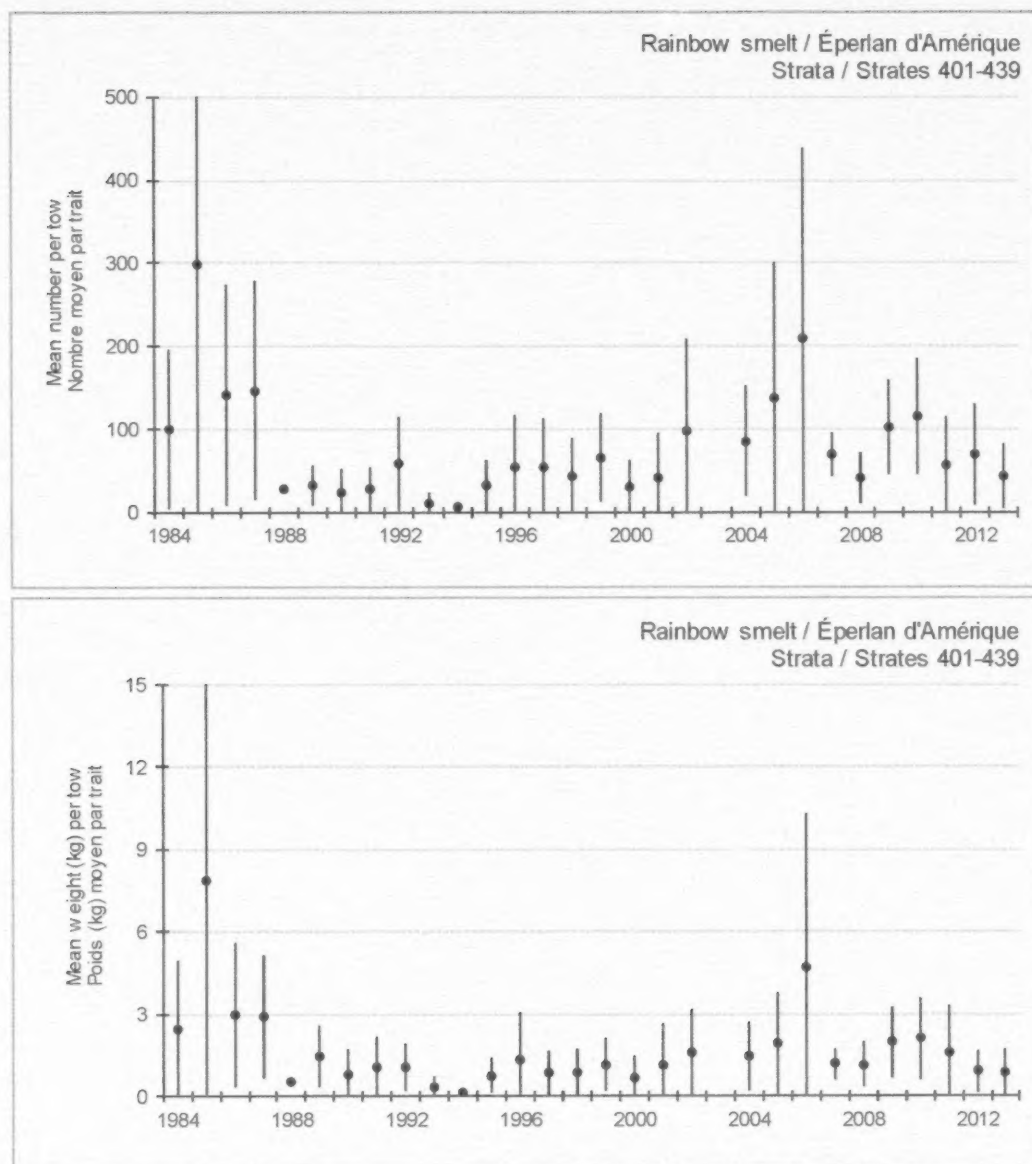 Rainbow smelt / Éperlan d'Amérique
Strata / Strates 401-439
Mean number per tow
Nombre moyen par trait
500
400
300
200
100
0
1984 1988 1992 1996 2000 2004 2008 2012
Rainbow smelt / Éperlan d'Amérique
Strata / Strates 401-439
Mean weight (kg) per tow
Poids (kg) moyen par trait
15
12
9
6
3
0
1984 1988 1992 1996 2000 2004 2008 2012